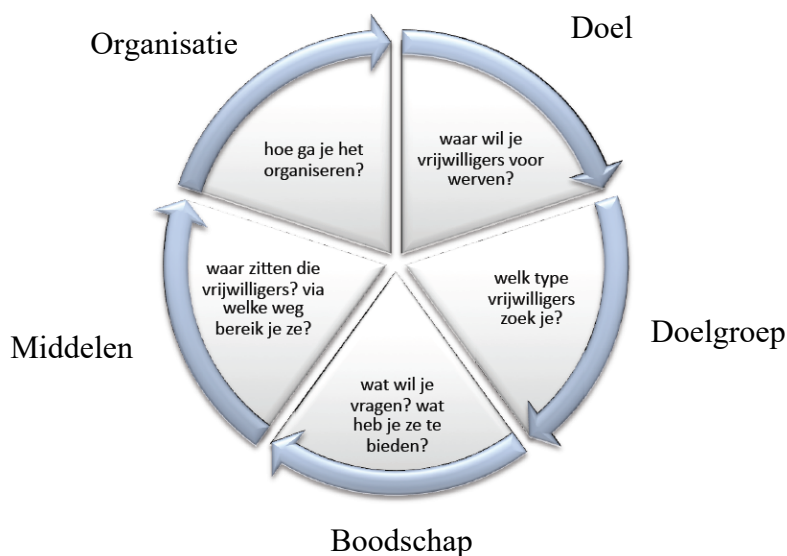 Organisatie
Doel
hoe ga je het
organiseren?
waar wil je
vrijwilligers voor
werven?
waar zitten die
vrijwilligers? via
welke weg
bereik je ze?
welk type
vrijwilligers
zoek je?
Middelen
Doelgroep
wat wil je
vragen? wat
heb je ze te
bieden?
Boodschap